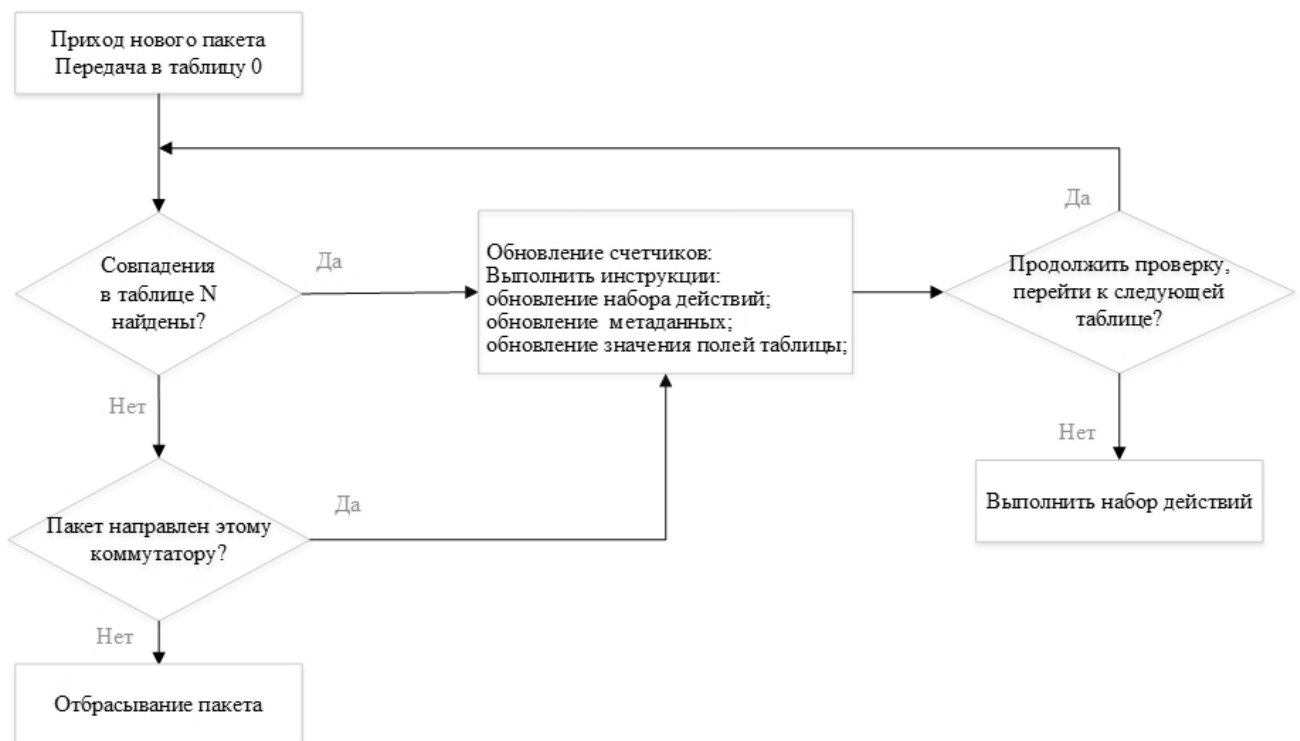 Приход нового пакета
Передача в таблицу 0
Совпадения
в таблице N
найдены?
Да
Обновление счетчиков:
Выполнить инструкции:
обновление набора действий;
обновление метаданных;
обновление значения полей таблицы;
Да
Продолжить проверку,
перейти к следующей
таблице?
Нет
Нет
Выполнить набор действий
Пакет направлен этому
коммутатору?
Да
Нет
Отбрасывание пакета